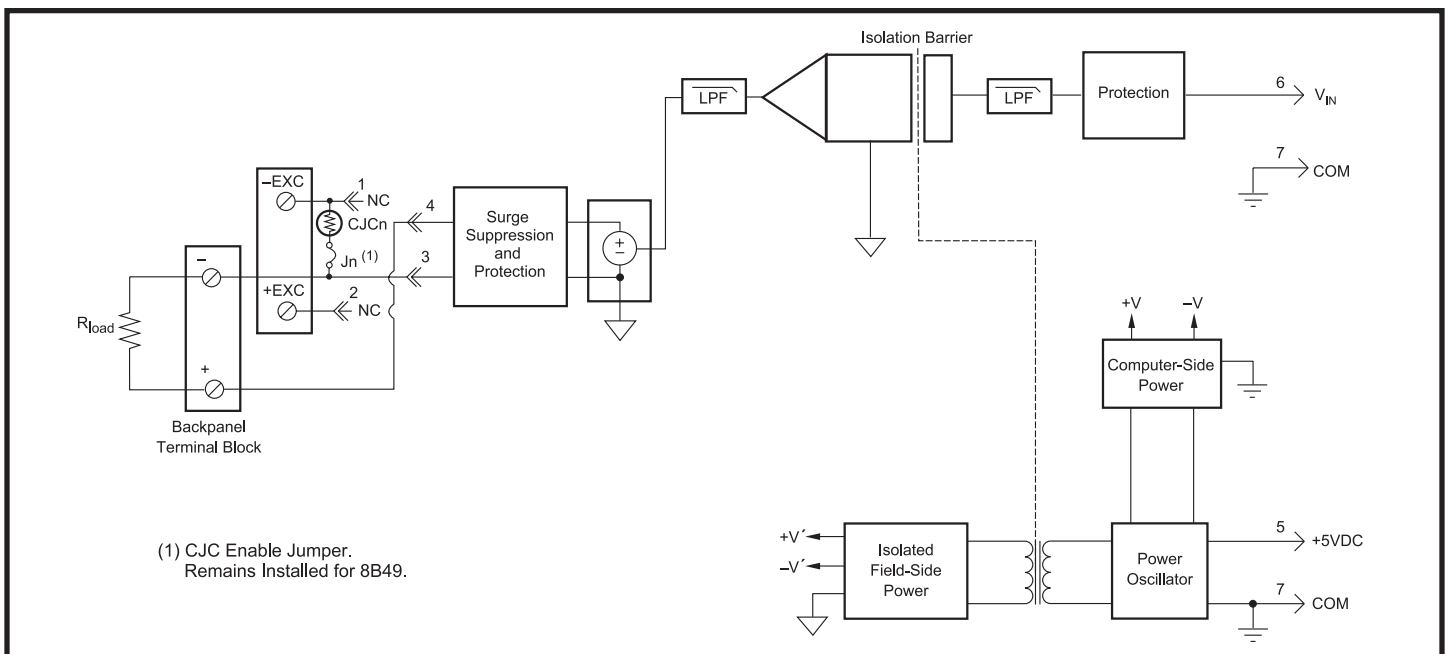 Isolation Barrier
LPF
LPF
Protection
6
V_IN
7
COM
−EXC
1
NC
CJCn
Jn (1)
4
3
+EXC
2
NC
Surge
Suppression
and
Protection
+
−
−
R_load
+
Backpanel
Terminal Block
+V
−V
Computer-Side
Power
(1) CJC Enable Jumper.
Remains Installed for 8B49.
+V´
−V´
Isolated
Field-Side
Power
Power
Oscillator
5
+5VDC
7
COM